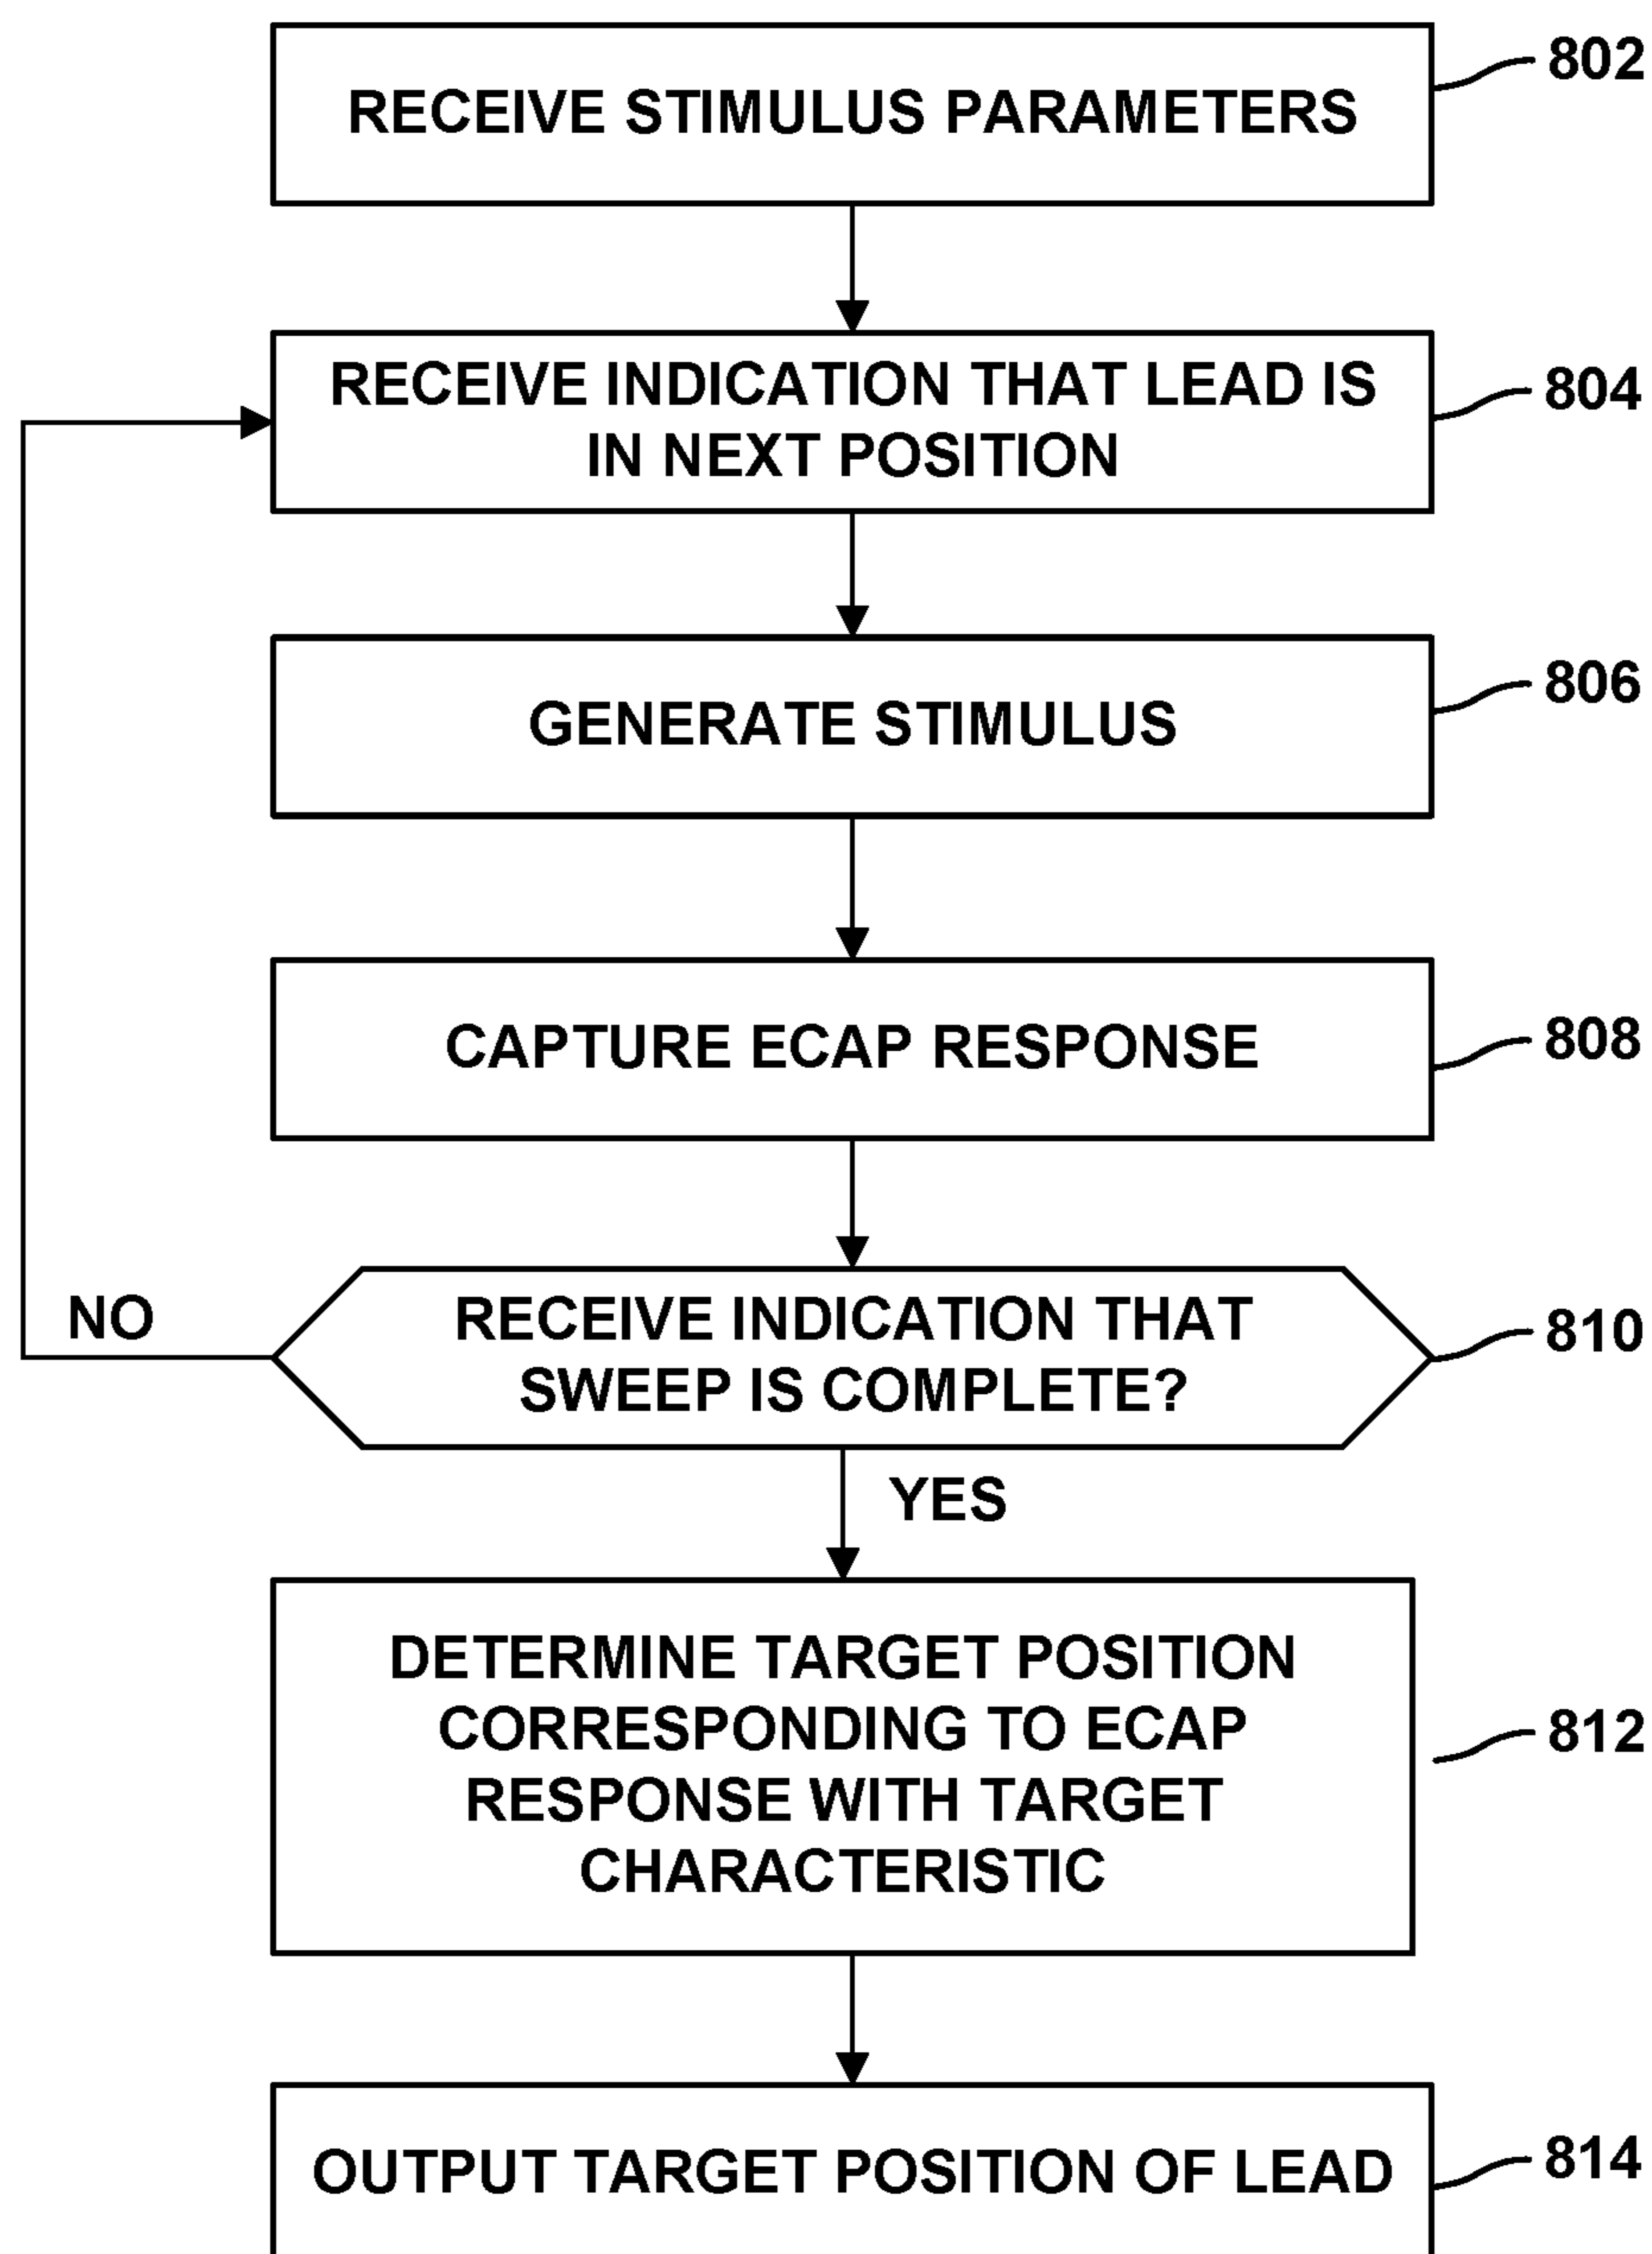 802
RECEIVE STIMULUS PARAMETERS
804
RECEIVE INDICATION THAT LEAD IS
IN NEXT POSITION
806
GENERATE STIMULUS
808
CAPTURE ECAP RESPONSE
NO
RECEIVE INDICATION THAT
SWEEP IS COMPLETE?
810
YES
DETERMINE TARGET POSITION
CORRESPONDING TO ECAP
RESPONSE WITH TARGET
CHARACTERISTIC
812
OUTPUT TARGET POSITION OF LEAD
814